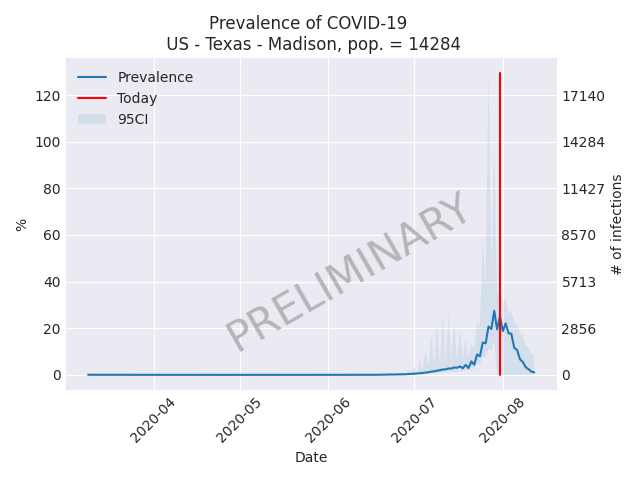 Prevalence of COVID-19
US - Texas - Madison, pop. = 14284
Prevalence
Today
95CI
120
100
80
60
40
20
0
%
17140
14284
11427
8570
5713
2856
0
# of infections
PRELIMINARY
2020-04
2020-05
2020-06
2020-07
2020-08
Date